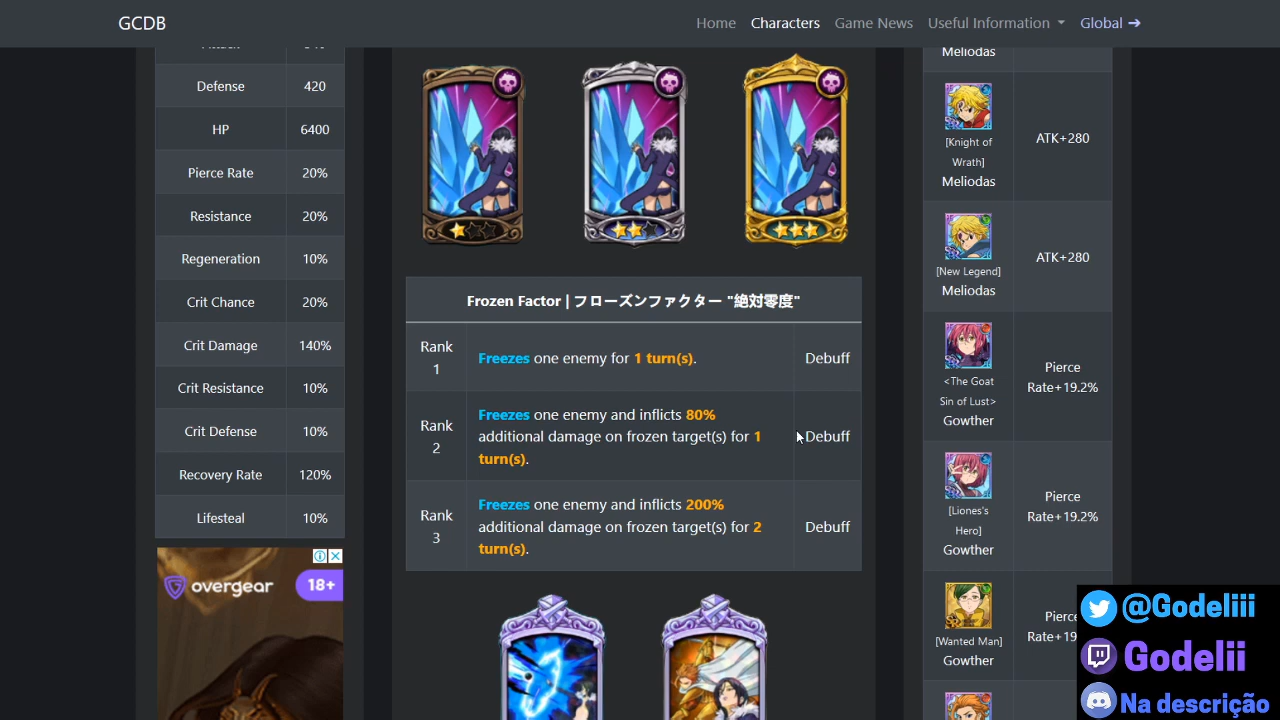 GCDB
Home
Characters
Game News
Useful Information
Global →
Defense
420
HP
6400
Pierce Rate
20%
Resistance
20%
Regeneration
10%
Crit Chance
20%
Crit Damage
140%
Crit Resistance
10%
Crit Defense
10%
Recovery Rate
120%
Lifesteal
10%
overgear
18+
Frozen Factor | フローズンファクター "絶対零度"
Rank
1
Freezes one enemy for 1 turn(s).
Debuff
Rank
2
Freezes one enemy and inflicts 80%
additional damage on frozen target(s) for 1
turn(s).
Debuff
Rank
3
Freezes one enemy and inflicts 200%
additional damage on frozen target(s) for 2
turn(s).
Debuff
Meliodas
[Knight of
Wrath]
Meliodas
ATK+280
[New Legend]
Meliodas
ATK+280
<The Goat
Sin of Lust>
Gowther
Pierce
Rate+19.2%
[Liones's
Hero]
Gowther
Pierce
Rate+19.2%
[Wanted Man]
Gowther
@Godeliii
Godelii
Na descrição